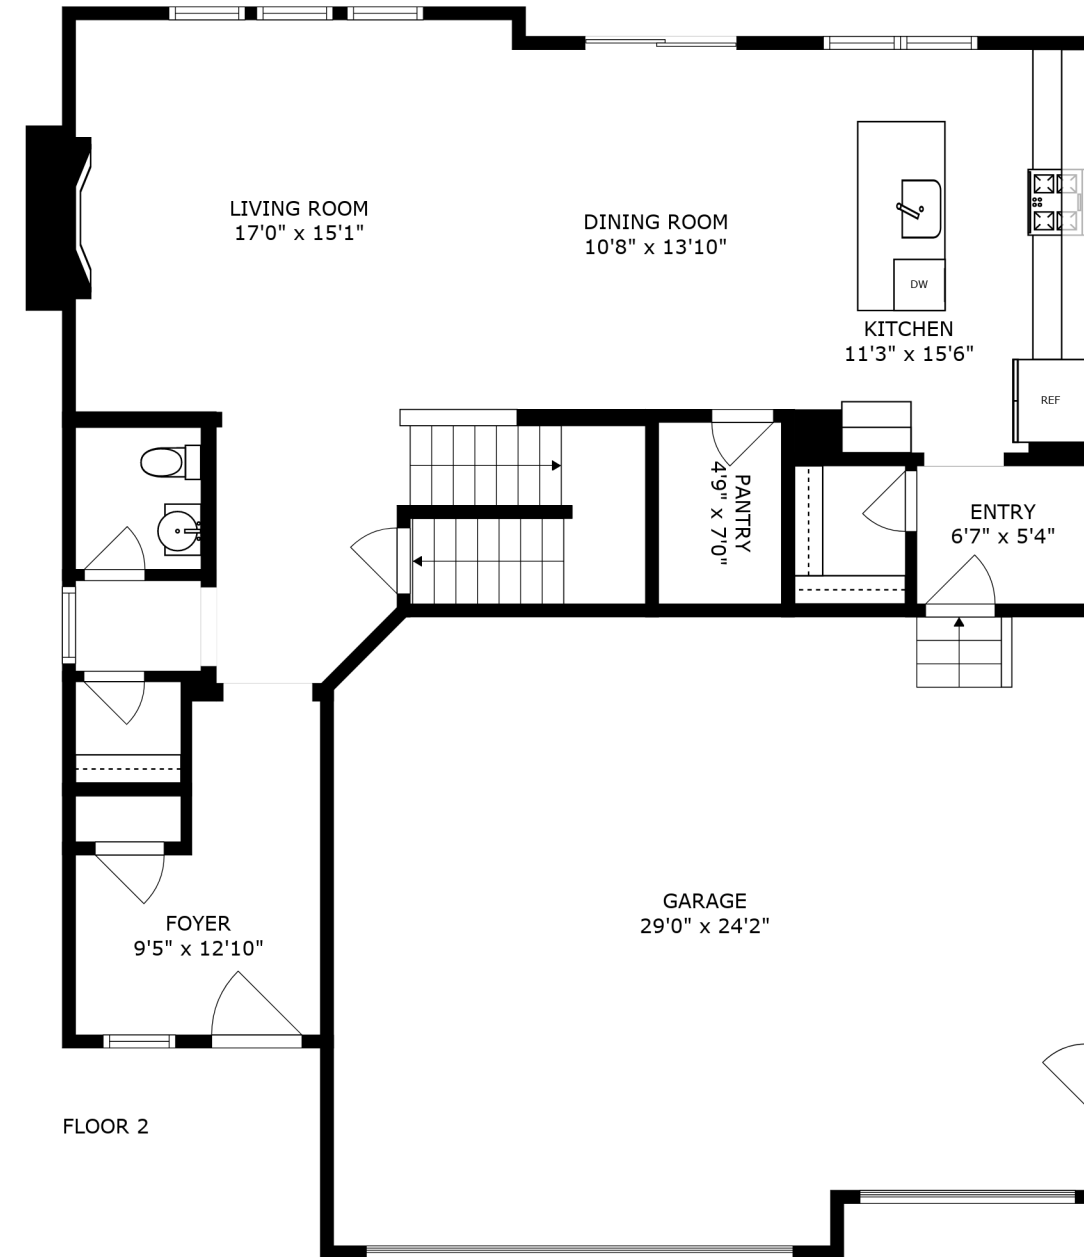 LIVING ROOM
17'0" x 15'1"
DINING ROOM
10'8" x 13'10"
DW
KITCHEN
11'3" x 15'6"
REF
PANTRY
4'9" x 7'0"
ENTRY
6'7" x 5'4"
GARAGE
29'0" x 24'2"
FOYER
9'5" x 12'10"
FLOOR 2